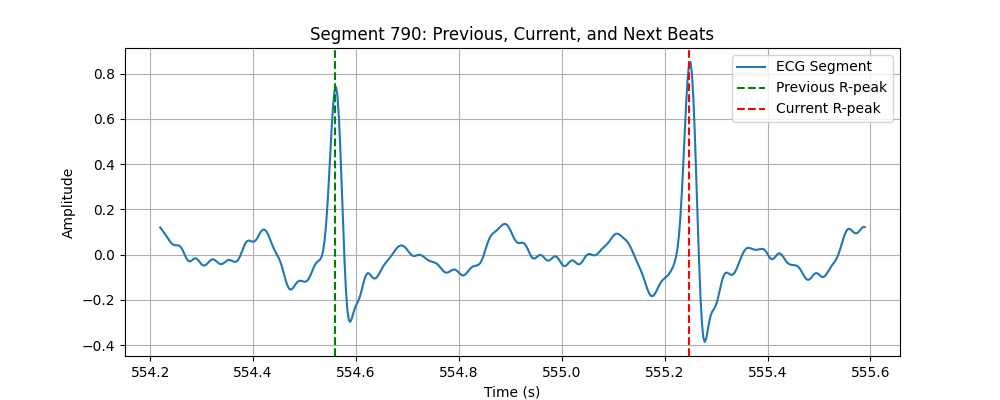 Segment 790: Previous, Current, and Next Beats
ECG Segment
Previous R-peak
Current R-peak
Amplitude
0.8
0.6
0.4
0.2
0.0
−0.2
−0.4
554.2 554.4 554.6 554.8 555.0 555.2 555.4 555.6
Time (s)